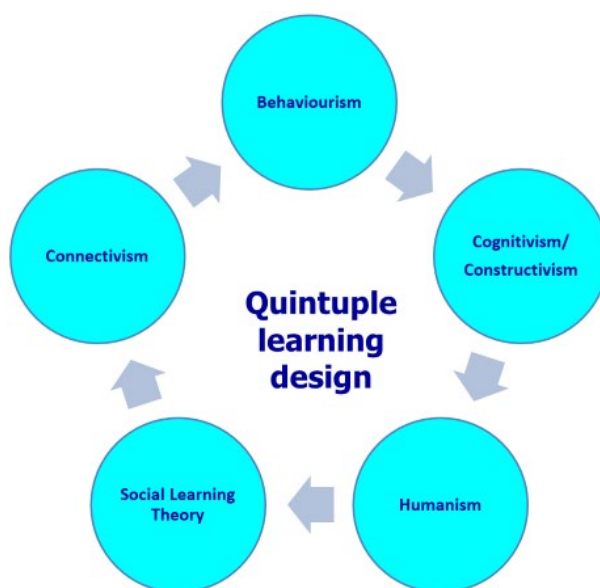 Behaviourism
Cognitivism/
Constructivism
Humanism
Social Learning
Theory
Connectivism
Quintuple
learning
design